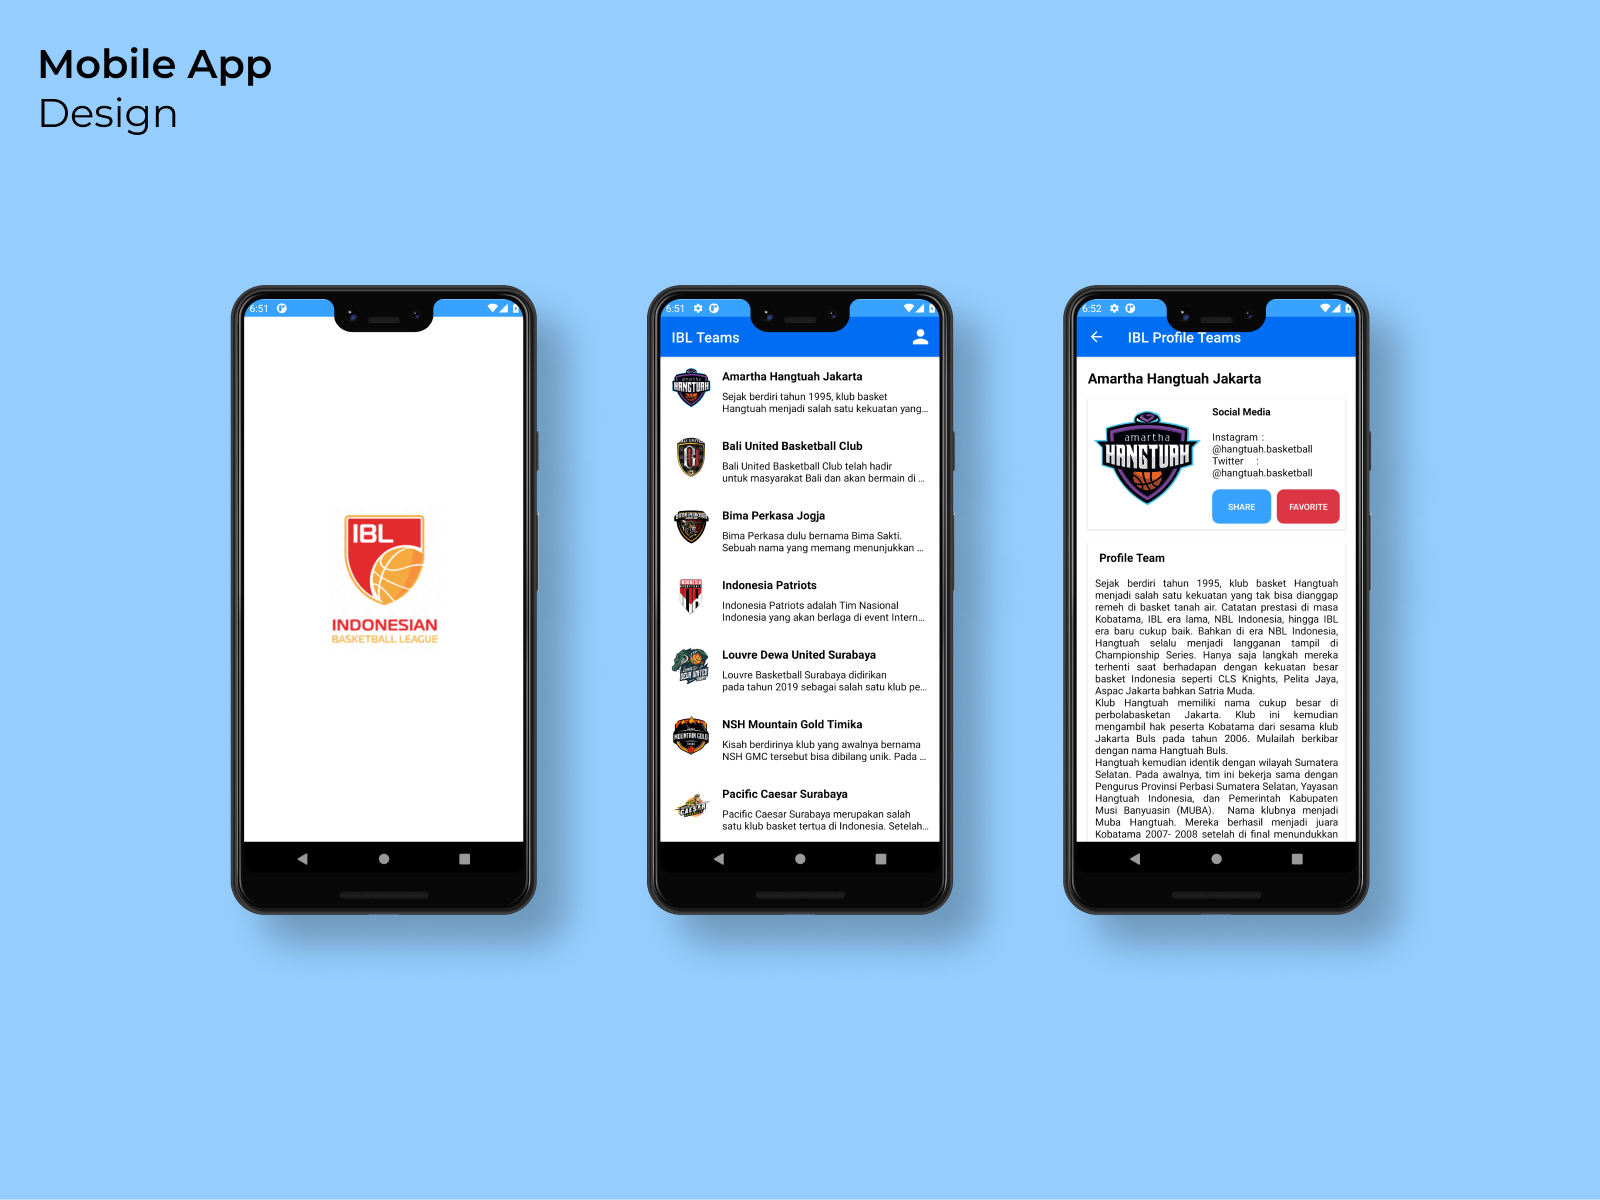 Mobile App
Design
6:51
IBL
INDONESIAN
BASKETBALL LEAGUE
6:51
IBL Teams
HANGTUAH
Amartha Hangtuah Jakarta
Sejak berdiri tahun 1995, klub basket
Hangtuah menjadi salah satu kekuatan yang...
Bali United Basketball Club
Bali United Basketball Club telah hadir
untuk masyarakat Bali dan akan bermain di ...
Bima Perkasa Jogja
Bima Perkasa dulu bernama Bima Sakti.
Sebuah nama yang memang menunjukkan ...
Indonesia Patriots
Indonesia Patriots adalah Tim Nasional
Indonesia yang akan berlaga di event Intern...
Louvre Dewa United Surabaya
Louvre Basketball Surabaya didirikan
pada tahun 2019 sebagai salah satu klub pe...
MOUNTAIN GOLD
NSH Mountain Gold Timika
Kisah berdirinya klub yang awalnya bernama
NSH GMC tersebut bisa dibilang unik. Pada ...
CAESAR
Pacific Caesar Surabaya
Pacific Caesar Surabaya merupakan salah
satu klub basket tertua di Indonesia. Setelah...
6:52
IBL Profile Teams
Amartha Hangtuah Jakarta
amartha
HANGTUAH
Social Media
Instagram :
@hangtuah.basketball
Twitter :
@hangtuah.basketball
SHARE
FAVORITE
Profile Team
Sejak berdiri tahun 1995, klub basket Hangtuah
menjadi salah satu kekuatan yang tak bisa dianggap
remeh di basket tanah air. Catatan prestasi di masa
Kobatama, IBL era lama, NBL Indonesia, hingga IBL
era baru cukup baik. Bahkan di era NBL Indonesia,
Hangtuah selalu menjadi langganan tampil di
Championship Series. Hanya saja langkah mereka
terhenti saat berhadapan dengan kekuatan besar
basket Indonesia seperti CLS Knights, Pelita Jaya,
Aspac Jakarta bahkan Satria Muda.
Klub Hangtuah memiliki nama cukup besar di
perbolabasketan Jakarta. Klub ini kemudian
mengambil hak peserta Kobatama dari sesama klub
Jakarta Buls pada tahun 2006. Mulailah berkibar
dengan nama Hangtuah Buls.
Hangtuah kemudian identik dengan wilayah Sumatera
Selatan. Pada awalnya, tim ini bekerja sama dengan
Pengurus Provinsi Perbasi Sumatera Selatan, Yayasan
Hangtuah Indonesia, dan Pemerintah Kabupaten
Musi Banyuasin (MUBA). Nama klubnya menjadi
Muba Hangtuah. Mereka berhasil menjadi juara
Kobatama 2007- 2008 setelah di final menundukkan